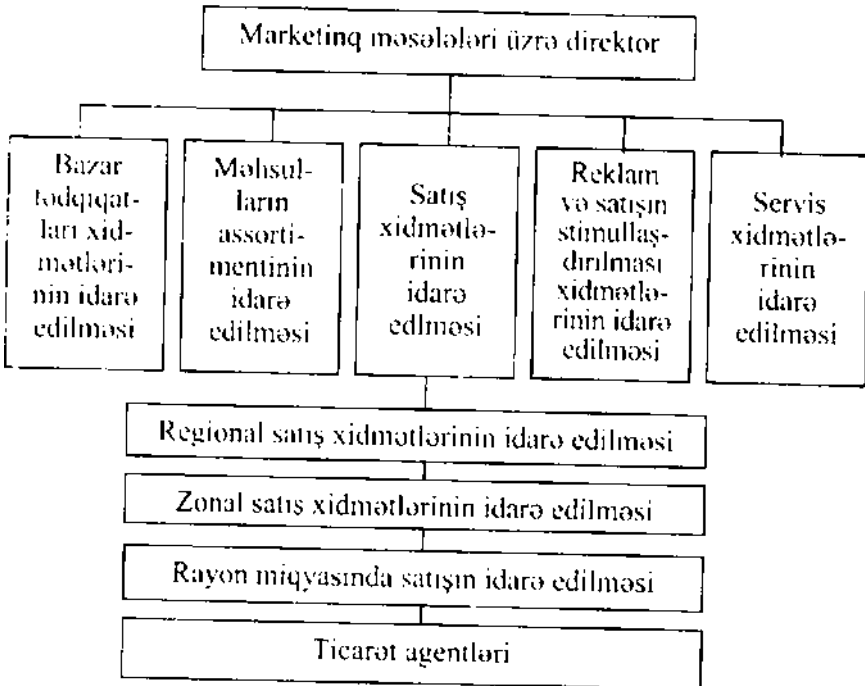 Marketinq məsələləri üzrə direktor
Bazar
tədqiqat-
ları xid-
mətləri-
nin idarə
edilməsi
Məhsul-
ların
assorti-
mentinin
idarə
edilməsi
Satış
xidmətlə-
rinin
idarə
edlməsi
Reklam
və satışın
stimullaş-
dırılması
xidmətlə-
rinin idarə
edilməsi
Servis
xidmətlə-
rinin
idarə
edilməsi
Regional satış xidmətlərinin idarə edilməsi
Zonal satış xidmətlərinin idarə edilməsi
Rayon miqyasında satışın idarə edilməsi
Ticarət agentləri